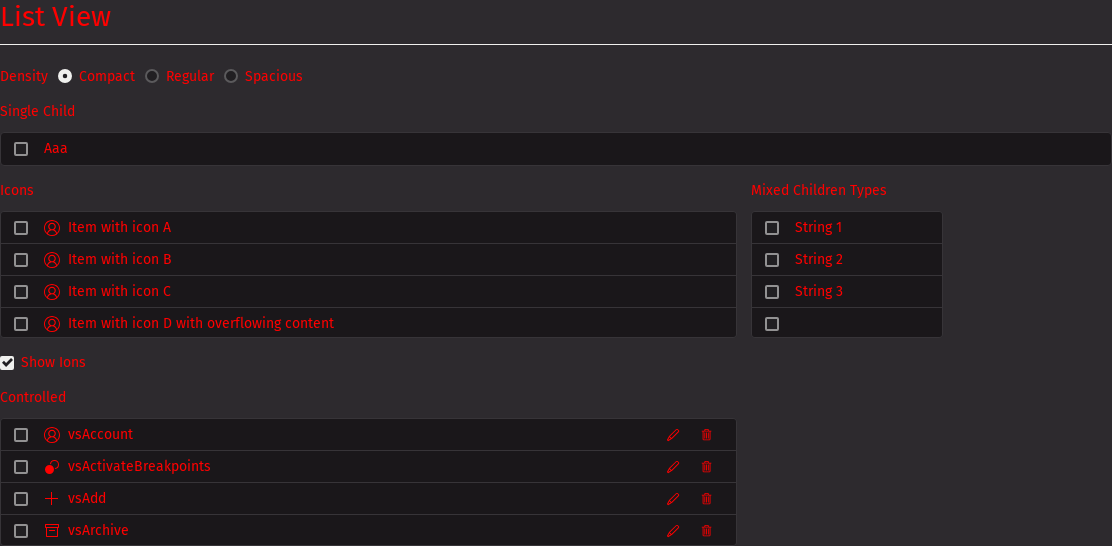 List View
Density Compact Regular Spacious
Single Child
Aaa
Icons
Item with icon A
Item with icon B
Item with icon C
Item with icon D with overflowing content
Mixed Children Types
String 1
String 2
String 3
Show Ions
Controlled
vsAccount
vsActivateBreakpoints
vsAdd
vsArchive